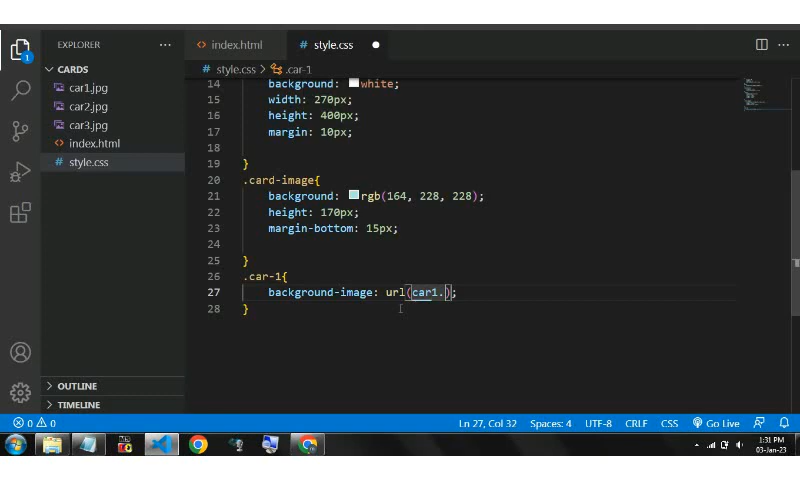 EXPLORER
index.html
style.css
1
CARDS
# style.css > .car-1
car1.jpg
car2.jpg
car3.jpg
<> index.html
# style.css
14 background: white;
15 width: 270px;
16 height: 400px;
17 margin: 10px;
18
19 }
20 .card-image{
21 background: rgb(164, 228, 228);
22 height: 170px;
23 margin-bottom: 15px;
24
25 }
26 .car-1{
27 background-image: url(car1.);
28 }
OUTLINE
TIMELINE
0 0 Ln 27, Col 32 Spaces: 4 UTF-8 CRLF CSS Go Live
1:31 PM
03-Jan-23